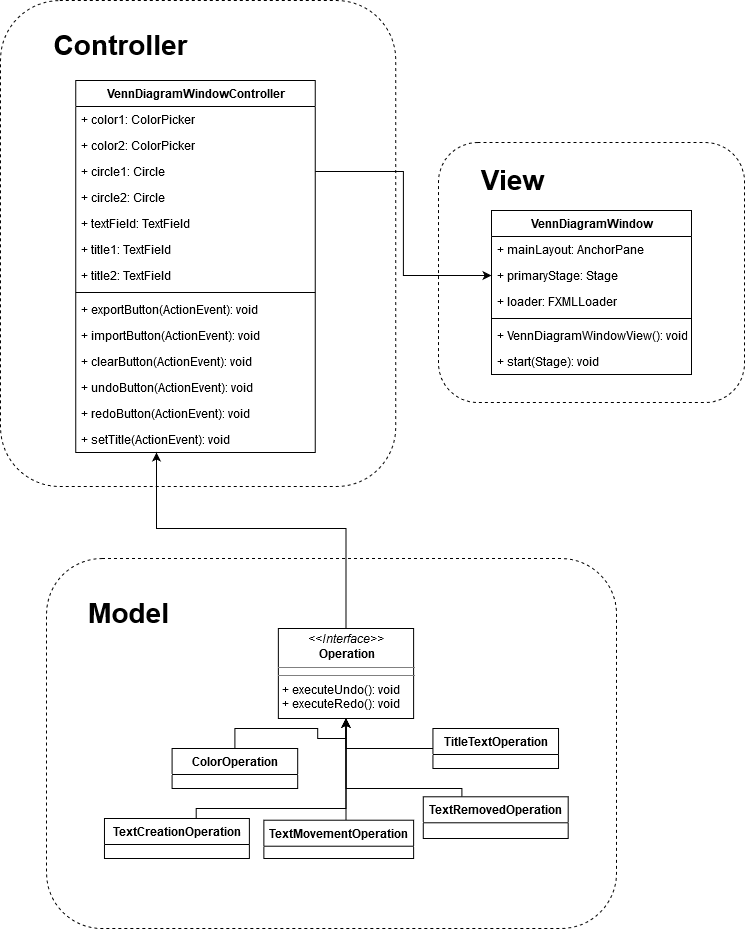 Controller
VennDiagramWindowController
+ color1: ColorPicker
+ color2: ColorPicker
+ circle1: Circle
+ circle2: Circle
+ textField: TextField
+ title1: TextField
+ title2: TextField
+ exportButton(ActionEvent): void
+ importButton(ActionEvent): void
+ clearButton(ActionEvent): void
+ undoButton(ActionEvent): void
+ redoButton(ActionEvent): void
+ setTitle(ActionEvent): void
View
VennDiagramWindow
+ mainLayout: AnchorPane
+ primaryStage: Stage
+ loader: FXMLLoader
+ VennDiagramWindowView(): void
+ start(Stage): void
Model
<<Interface>>
Operation
+ executeUndo(): void
+ executeRedo(): void
ColorOperation
TitleTextOperation
TextCreationOperation
TextMovementOperation
TextRemovedOperation